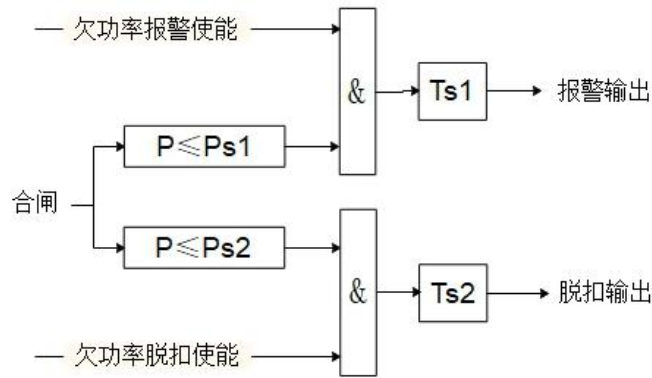 欠功率报警使能
&
Ts1
报警输出
P≤Ps1
合闸
P≤Ps2
&
Ts2
脱扣输出
欠功率脱扣使能